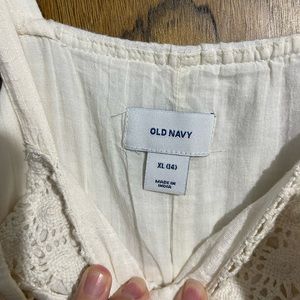 OLD NAVY
XL (14)
MADE IN
INDIA